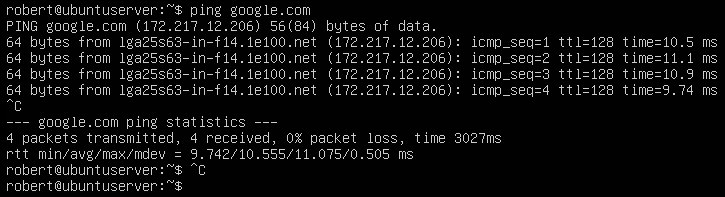 robert@ubuntuserver:~$ ping google.com
PING google.com (172.217.12.206) 56(84) bytes of data.
64 bytes from lga25s63-in-f14.1e100.net (172.217.12.206): icmp_seq=1 ttl=128 time=10.5 ms
64 bytes from lga25s63-in-f14.1e100.net (172.217.12.206): icmp_seq=2 ttl=128 time=11.1 ms
64 bytes from lga25s63-in-f14.1e100.net (172.217.12.206): icmp_seq=3 ttl=128 time=10.9 ms
64 bytes from lga25s63-in-f14.1e100.net (172.217.12.206): icmp_seq=4 ttl=128 time=9.74 ms
^C
--- google.com ping statistics ---
4 packets transmitted, 4 received, 0% packet loss, time 3027ms
rtt min/avg/max/mdev = 9.742/10.555/11.075/0.505 ms
robert@ubuntuserver:~$ ^C
robert@ubuntuserver:~$